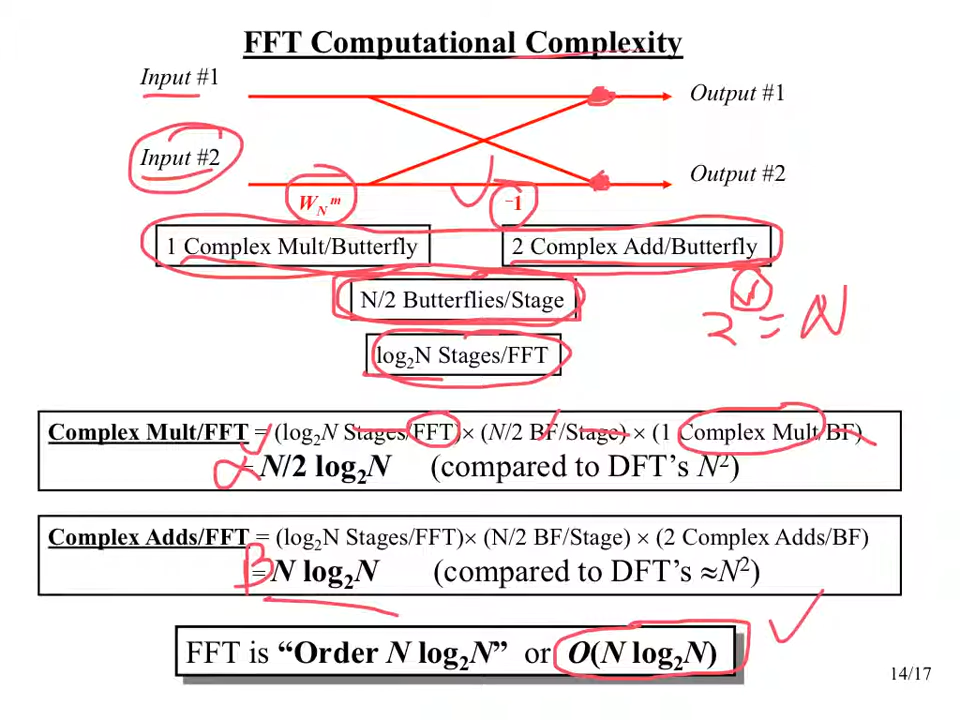 FFT Computational Complexity
Input #1
Output #1
Input #2
Output #2
W_N^m
−1
1 Complex Mult/Butterfly
2 Complex Add/Butterfly
N/2 Butterflies/Stage
log₂N Stages/FFT
Complex Mult/FFT = (log₂N Stages/FFT)× (N/2 BF/Stage) × (1 Complex Mult/BF)
α = N/2 log₂N (compared to DFT's N²)
Complex Adds/FFT = (log₂N Stages/FFT)× (N/2 BF/Stage) × (2 Complex Adds/BF)
β = N log₂N (compared to DFT's ≈N²)
FFT is “Order N log₂N” or O(N log₂N)
14/17